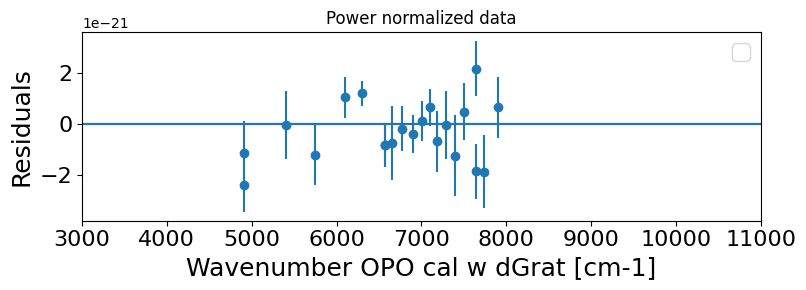 Power normalized data
1e−21
2
0
−2
Residuals
3000 4000 5000 6000 7000 8000 9000 10000 11000
Wavenumber OPO cal w dGrat [cm-1]